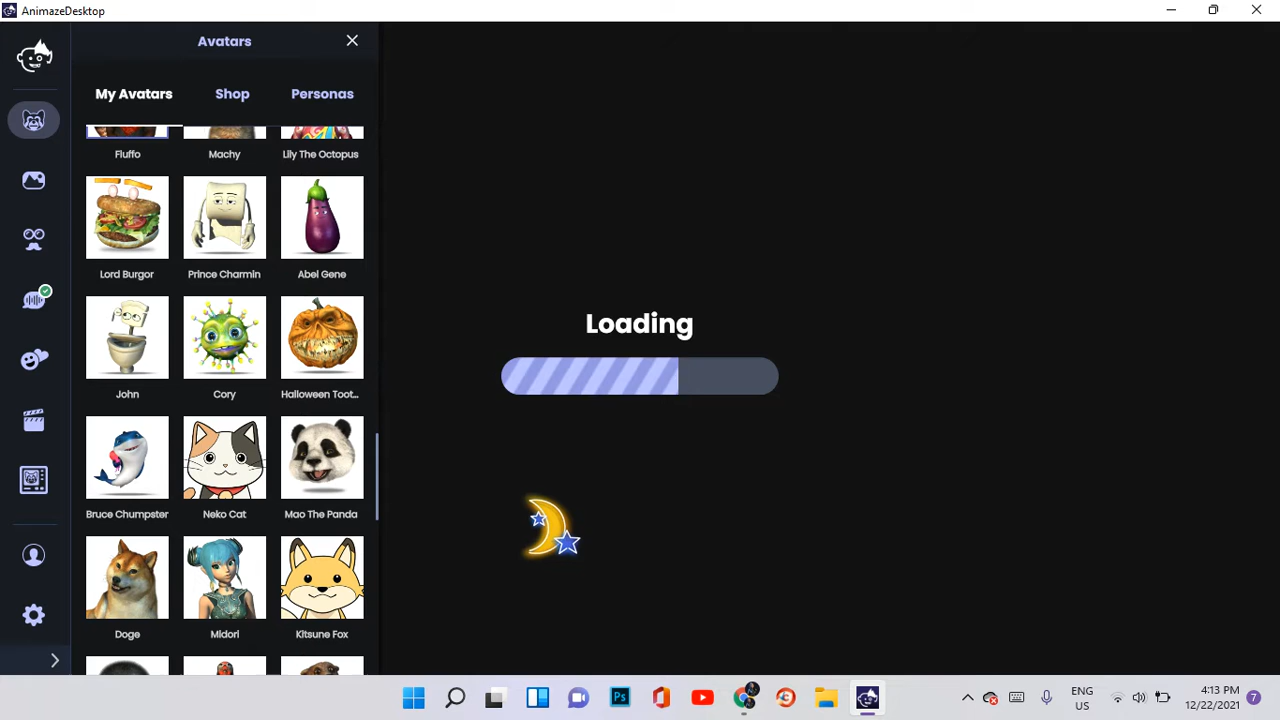 AnimazeDesktop
Avatars
My Avatars Shop Personas
Fluffo Machy Lily The Octopus
Lord Burgor Prince Charmin Abel Gene
John Cory Halloween Toot...
Bruce Chumpster Neko Cat Mao The Panda
Doge Midori Kitsune Fox
Loading
Ps
ENG
US
4:13 PM
12/22/2021
7